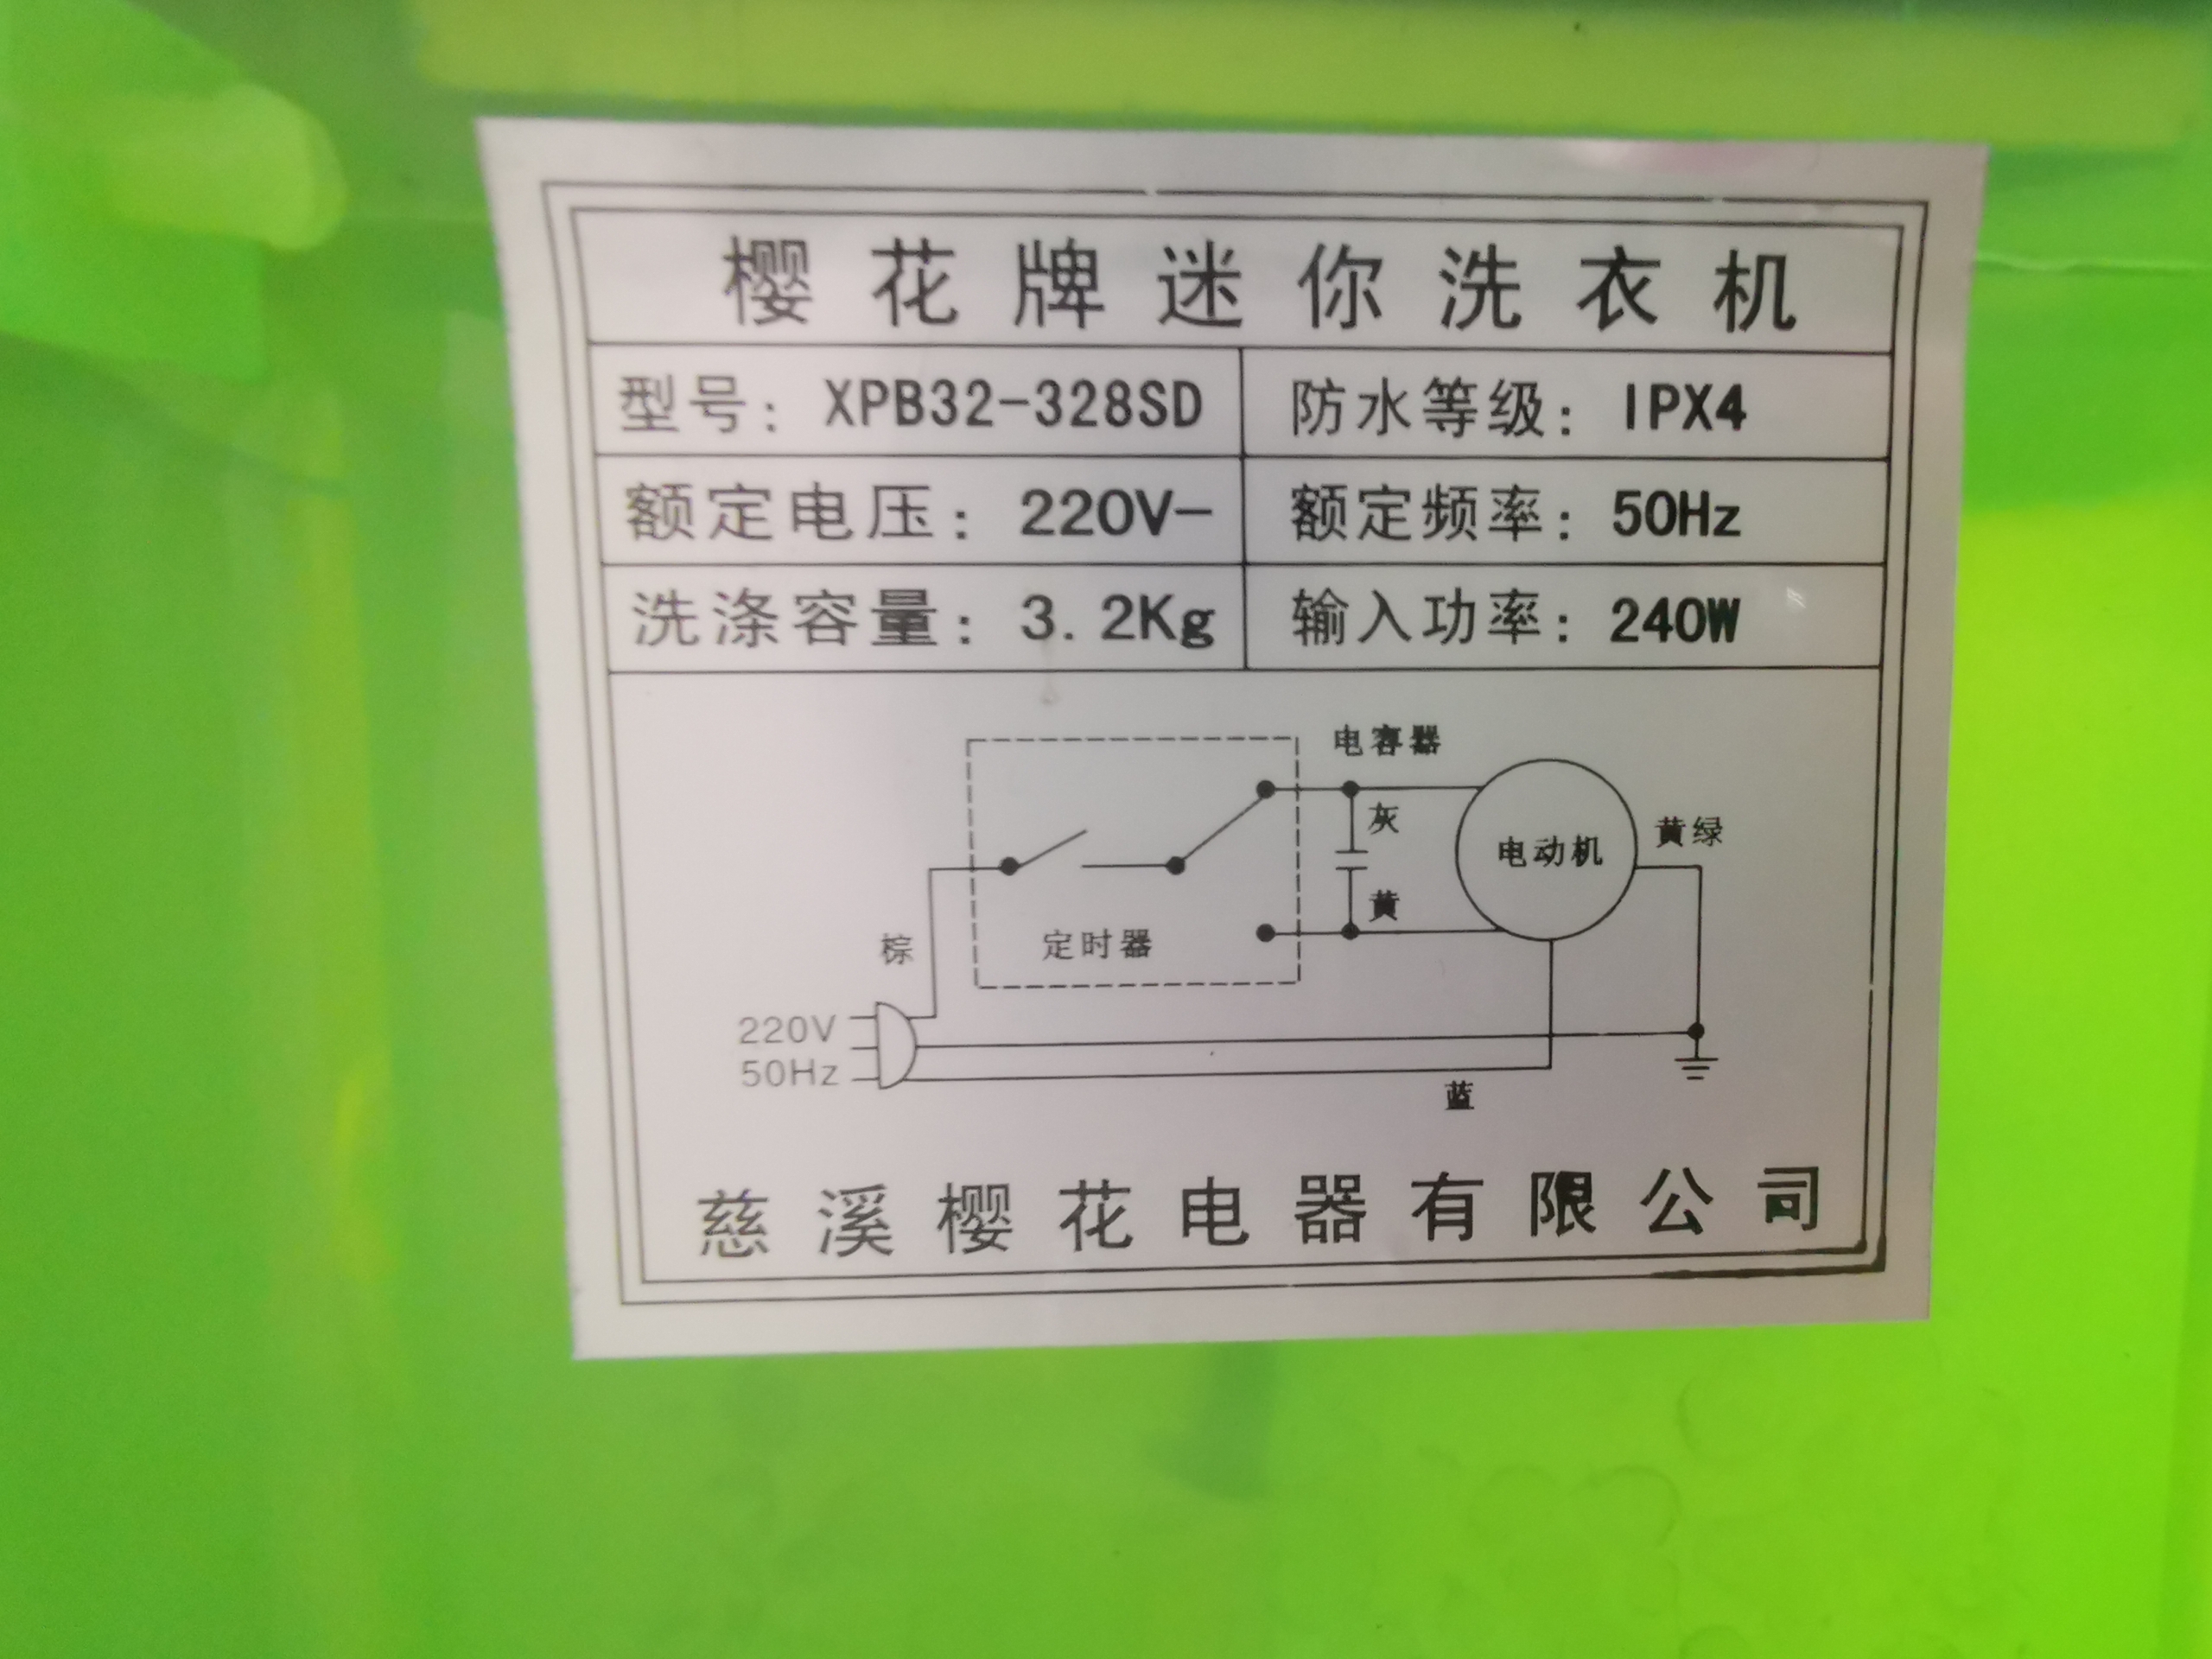 樱花牌迷你洗衣机
型号：XPB32-328SD 防水等级：IPX4
额定电压：220V- 额定频率：50Hz
洗涤容量：3.2Kg 输入功率：240W
电容器
灰
电动机
黄绿
黄
棕
定时器
220V
50Hz
蓝
慈溪樱花电器有限公司